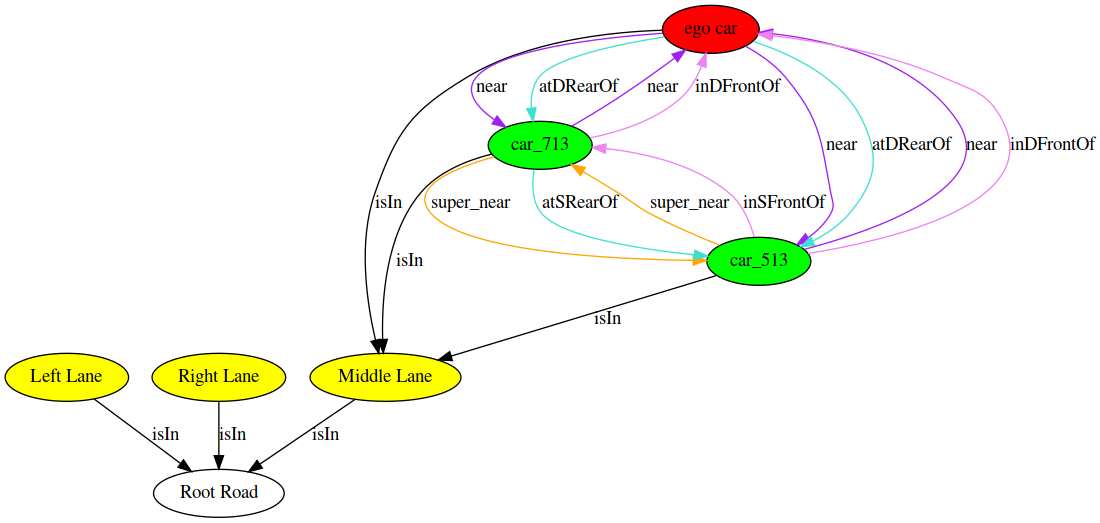 ego car
near
atDRearOf
near
inDFrontOf
car_713
near
atDRearOf
near
inDFrontOf
isIn
super_near
atSRearOf
super_near
inSFrontOf
isIn
car_513
isIn
Left Lane
Right Lane
Middle Lane
isIn
isIn
isIn
Root Road